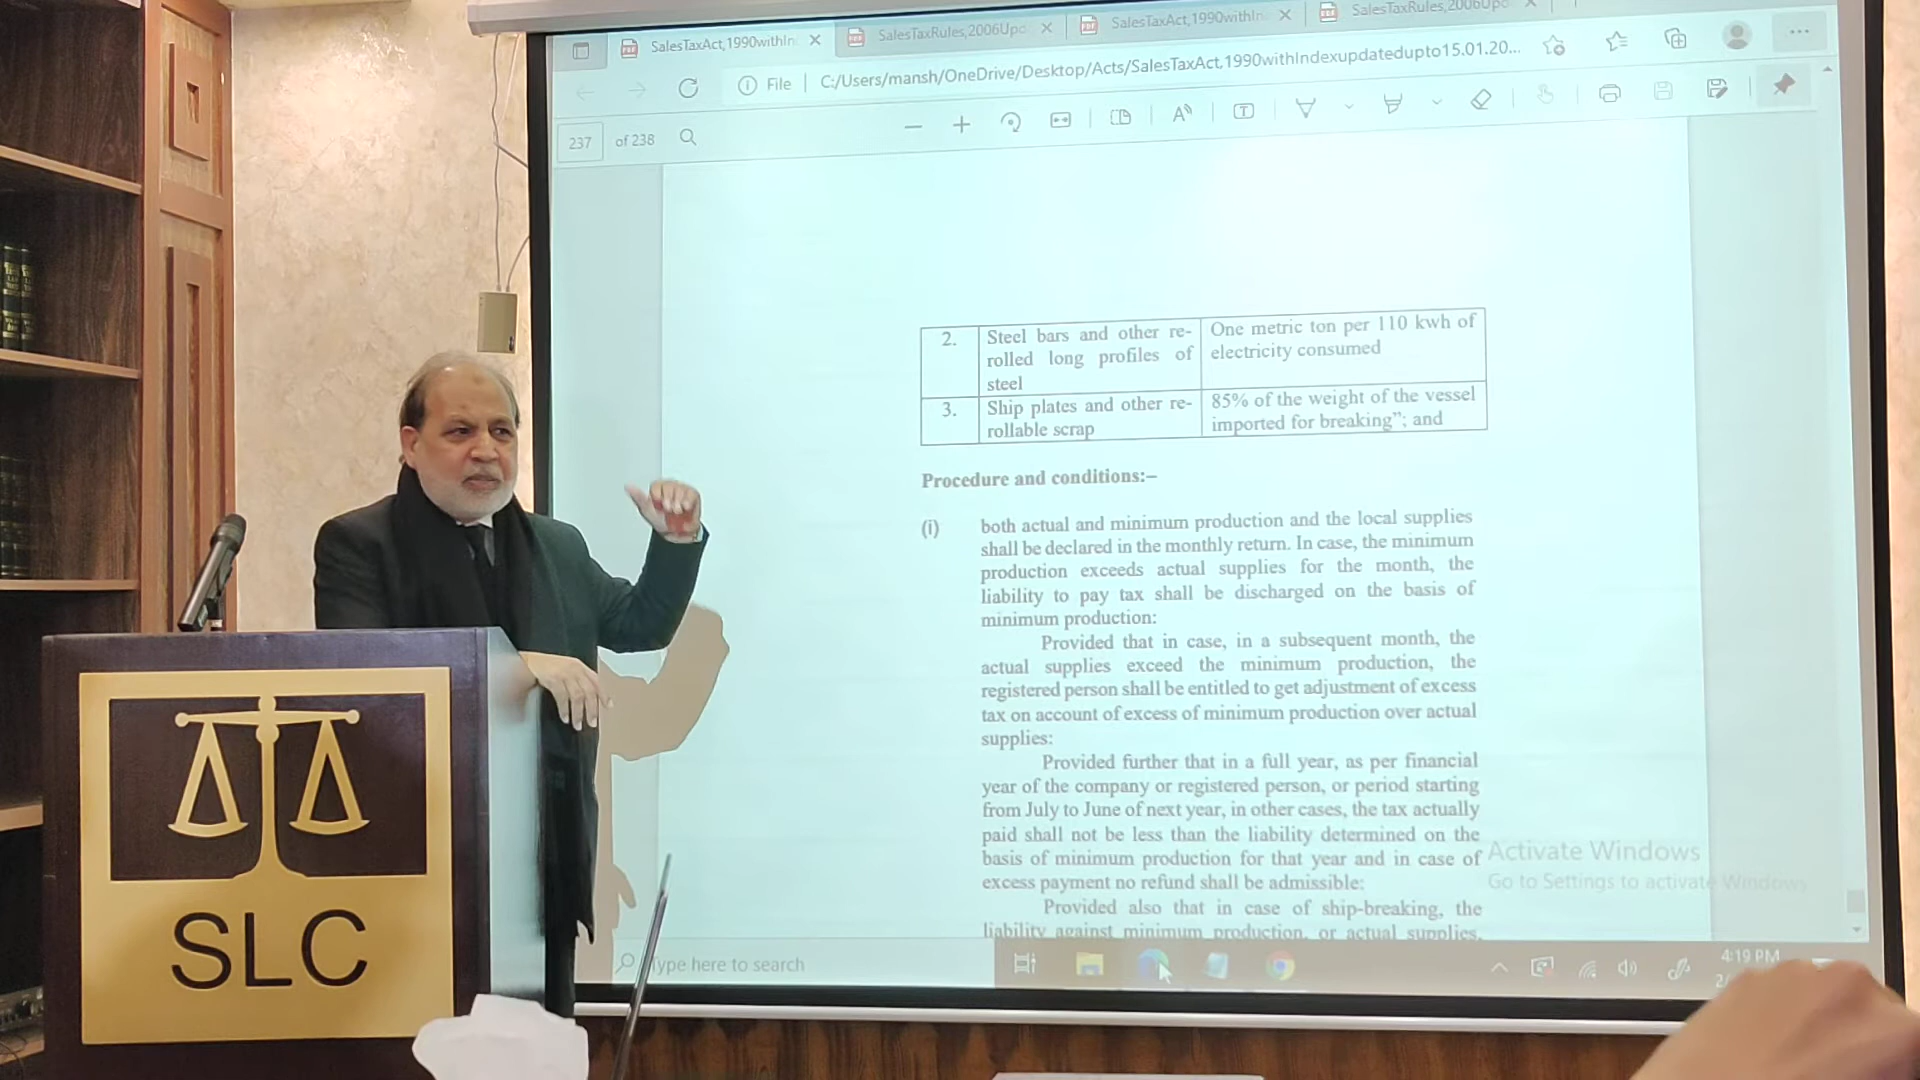 SalesTaxAct,1990withIn
SalesTaxRules,2006Upd
SalesTaxAct,1990withIn
SalesTaxRules,2006Upd
File
C:/Users/mansh/OneDrive/Desktop/Acts/SalesTaxAct,1990withIndexupdatedupto15.01.20...
237 of 238
2. Steel bars and other re-
rolled long profiles of
steel
One metric ton per 110 kwh of
electricity consumed
3. Ship plates and other re-
rollable scrap
85% of the weight of the vessel
imported for breaking”; and
Procedure and conditions:–
(i) both actual and minimum production and the local supplies
shall be declared in the monthly return. In case, the minimum
production exceeds actual supplies for the month, the
liability to pay tax shall be discharged on the basis of
minimum production:
Provided that in case, in a subsequent month, the
actual supplies exceed the minimum production, the
registered person shall be entitled to get adjustment of excess
tax on account of excess of minimum production over actual
supplies:
Provided further that in a full year, as per financial
year of the company or registered person, or period starting
from July to June of next year, in other cases, the tax actually
paid shall not be less than the liability determined on the
basis of minimum production for that year and in case of
excess payment no refund shall be admissible:
Provided also that in case of ship-breaking, the
liability against minimum production, or actual supplies,
Activate Windows
Go to Settings to activate Windows
Type here to search
4:19 PM
SLC